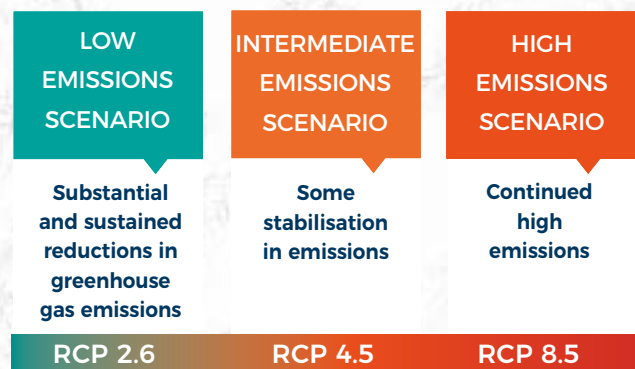 LOW
EMISSIONS
SCENARIO
Substantial
and sustained
reductions in
greenhouse
gas emissions
RCP 2.6
INTERMEDIATE
EMISSIONS
SCENARIO
Some
stabilisation
in emissions
RCP 4.5
HIGH
EMISSIONS
SCENARIO
Continued
high
emissions
RCP 8.5